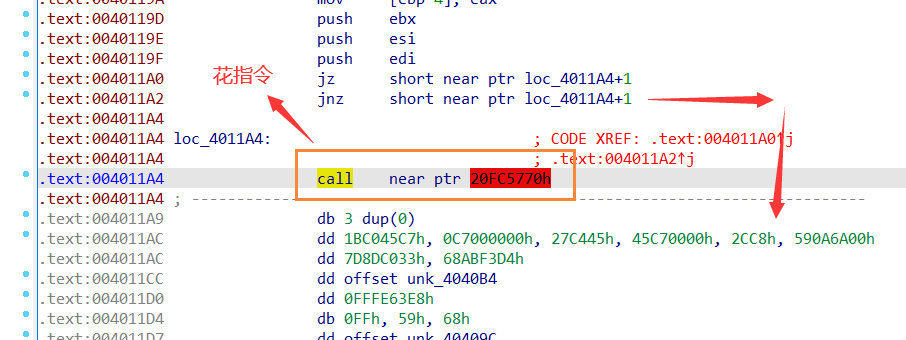 .text:0040119A mov [ebp-4], eax
.text:0040119D push ebx
.text:0040119E push esi
.text:0040119F push edi
花指令
.text:004011A0 jz short near ptr loc_4011A4+1
.text:004011A2 jnz short near ptr loc_4011A4+1
.text:004011A4
.text:004011A4 loc_4011A4: ; CODE XREF: .text:004011A0↑j
.text:004011A4 ; .text:004011A2↑j
.text:004011A4 call near ptr 20FC5770h
.text:004011A4 ; ---------------------------------------------------------------------------
.text:004011A9 db 3 dup(0)
.text:004011AC dd 1BC045C7h, 0C7000000h, 27C445h, 45C70000h, 2CC8h, 590A6A00h
.text:004011AC dd 7D8DC033h, 68ABF3D4h
.text:004011CC dd offset unk_4040B4
.text:004011D0 dd 0FFFE63E8h
.text:004011D4 db 0FFh, 59h, 68h
.text:004011D7 dd offset unk_40409C